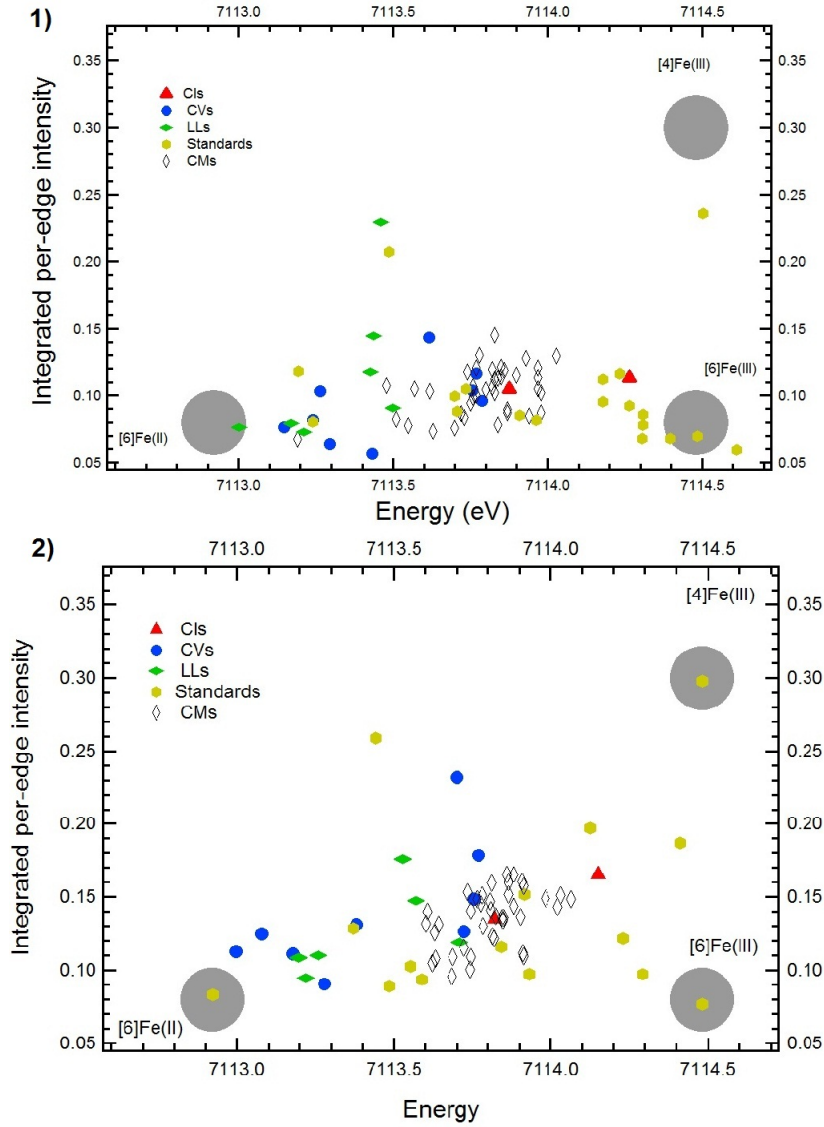 1)
7113.0 7113.5 7114.0 7114.5
0.35 0.35
[4]Fe(III)
CIs
CVs
LLs
Standards
CMs
0.30 0.30
0.25 0.25
0.20 0.20
0.15 0.15
[6]Fe(III)
0.10 0.10
[6]Fe(II)
0.05 0.05
7113.0 7113.5 7114.0 7114.5
Integrated per-edge intensity
Energy (eV)
2)
7113.0 7113.5 7114.0 7114.5
[4]Fe(III)
0.35 0.35
CIs
CVs
LLs
Standards
CMs
0.30 0.30
0.25 0.25
0.20 0.20
0.15 0.15
[6]Fe(III)
0.10 0.10
[6]Fe(II)
0.05 0.05
7113.0 7113.5 7114.0 7114.5
Integrated per-edge intensity
Energy